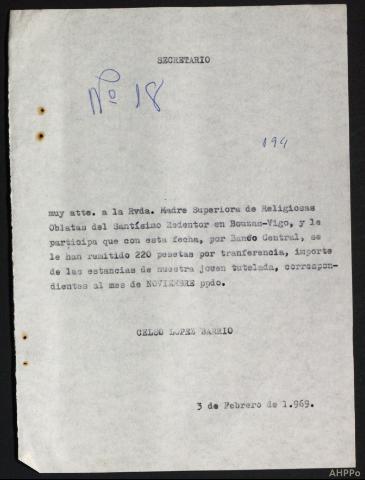 SECRETARIO
Nº 18
194
muy atte. a la Rvda. Madre Superiora de Religiosas
Oblatas del Santísimo Redentor en Bouzas-Vigo, y le
participa que con esta fecha, por Banco Central, se
le han remitido 220 pesetas por tranferencia, importe
de las estancias de nuestra joven tutelada, correspon-
dientes al mes de NOVIEMBRE ppdo.
CELSO LOPEZ BARRIO
3 de Febrero de 1.969.
AHPPo